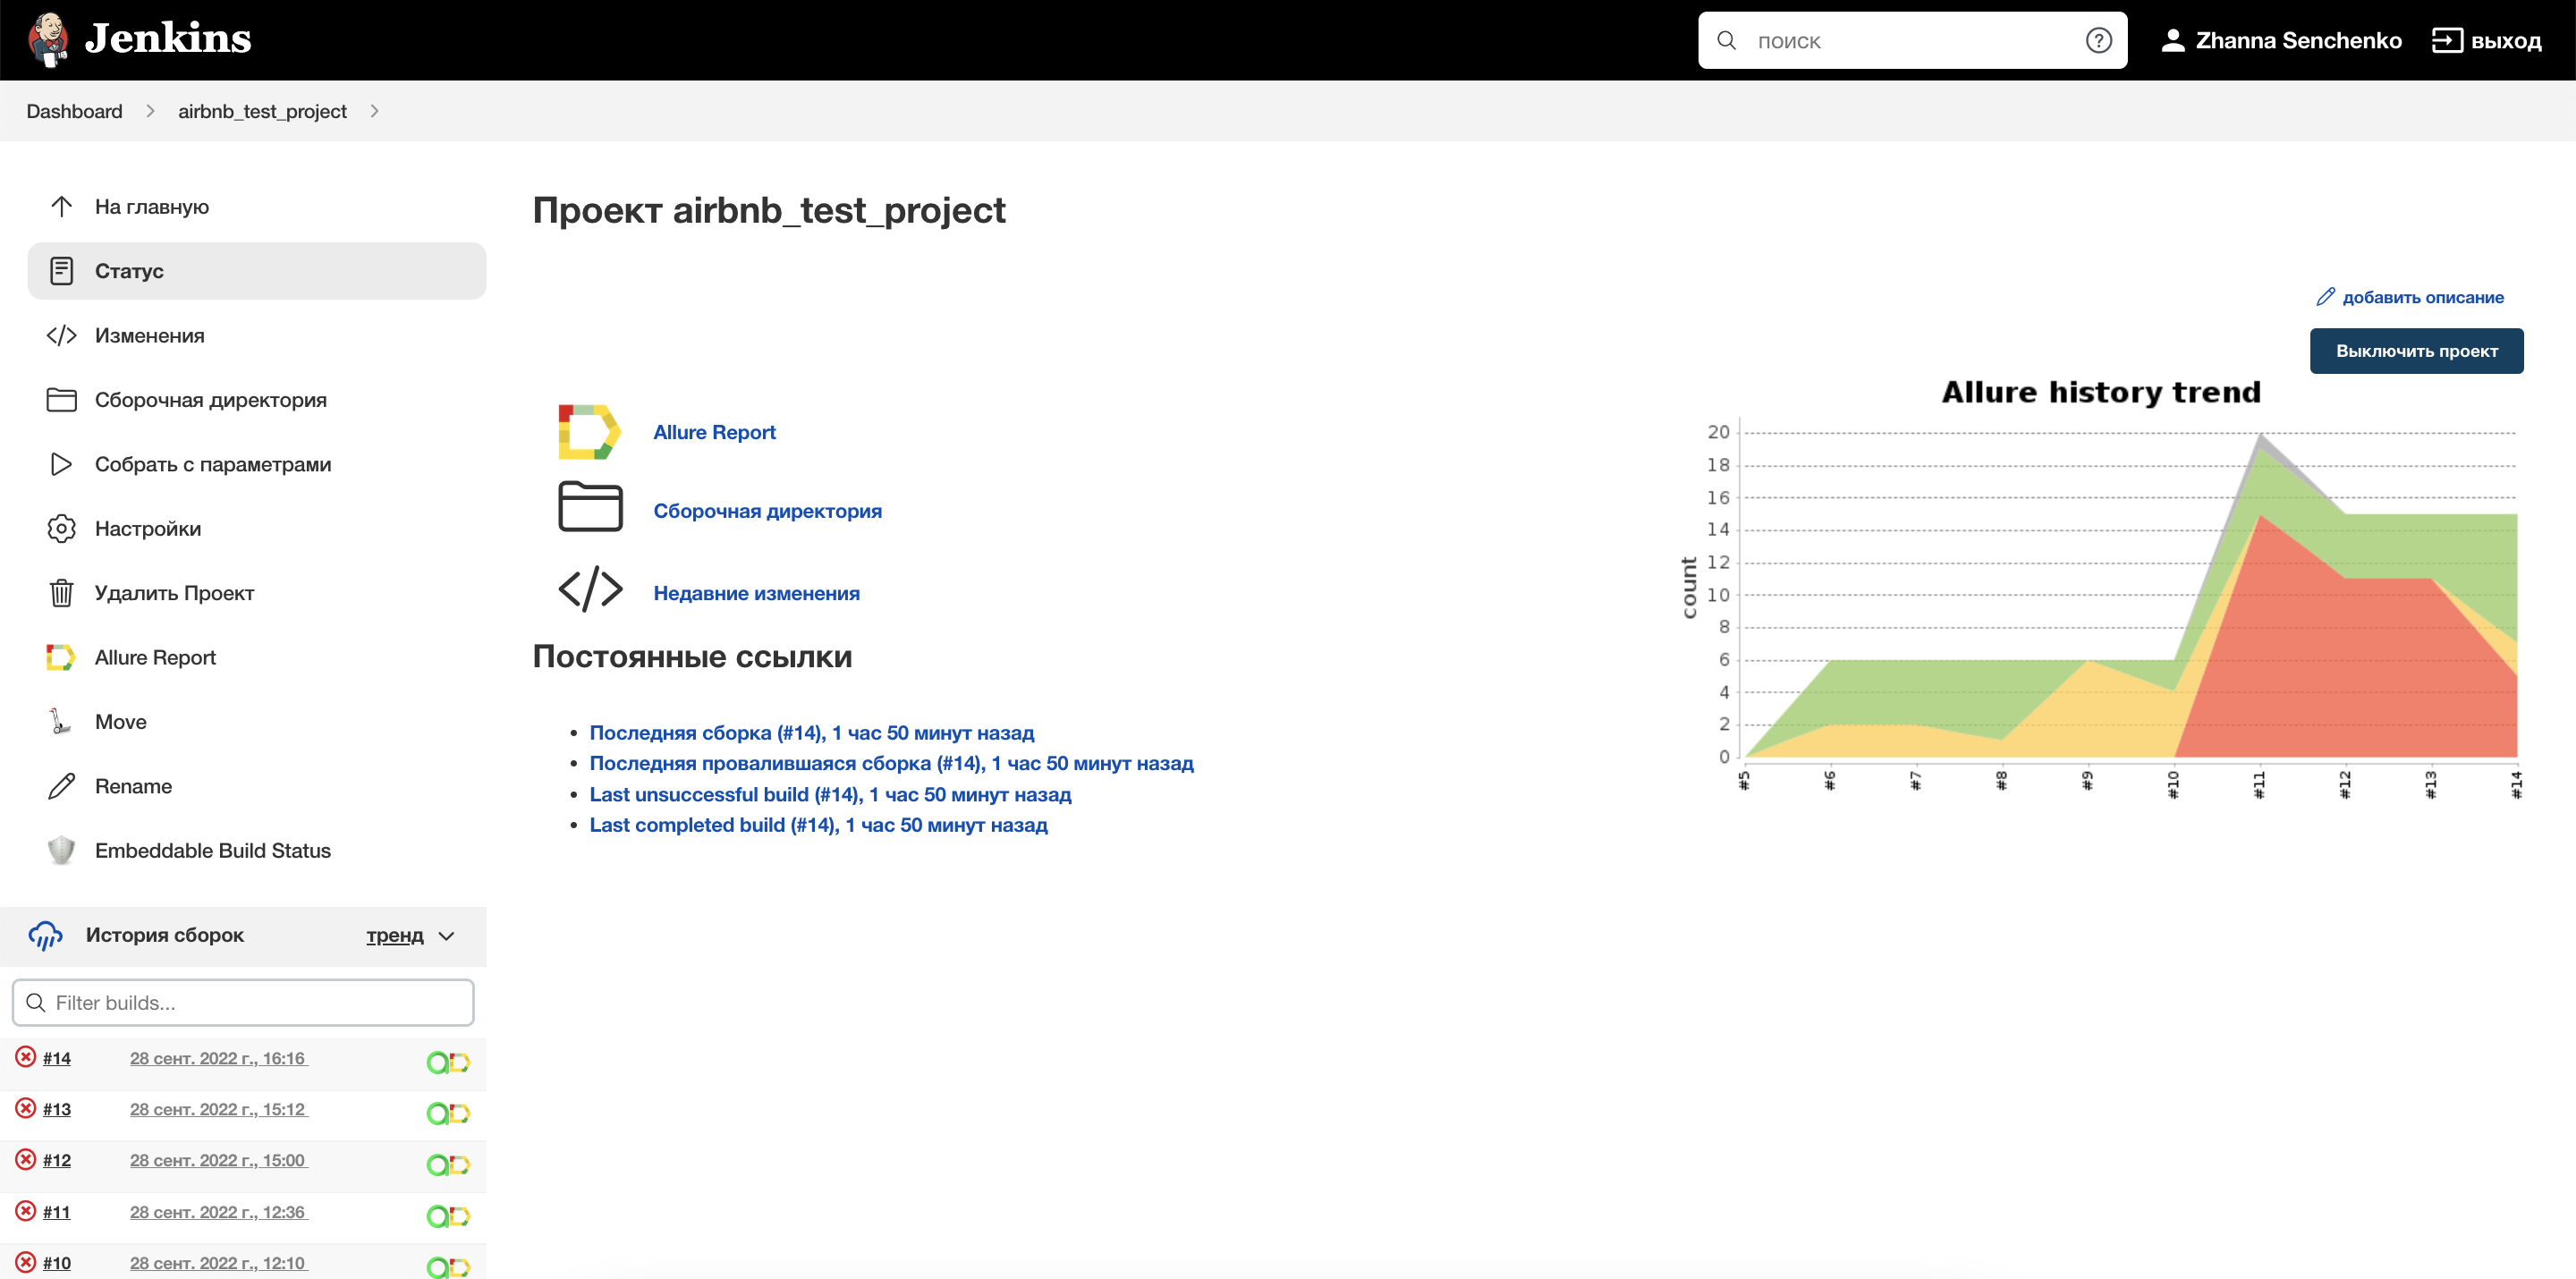 Jenkins
поиск
Zhanna Senchenko
выход
Dashboard
airbnb_test_project
На главную
Статус
Изменения
Сборочная директория
Собрать с параметрами
Настройки
Удалить Проект
Allure Report
Move
Rename
Embeddable Build Status
История сборок
тренд
Filter builds...
#14
28 сент. 2022 г., 16:16
#13
28 сент. 2022 г., 15:12
#12
28 сент. 2022 г., 15:00
#11
28 сент. 2022 г., 12:36
#10
28 сент. 2022 г., 12:10
Проект airbnb_test_project
добавить описание
Выключить проект
Allure Report
Сборочная директория
Недавние изменения
Постоянные ссылки
Последняя сборка (#14), 1 час 50 минут назад
Последняя провалившаяся сборка (#14), 1 час 50 минут назад
Last unsuccessful build (#14), 1 час 50 минут назад
Last completed build (#14), 1 час 50 минут назад
Allure history trend
count
20
18
16
14
12
10
8
6
4
2
0
#5
#6
#7
#8
#9
#10
#11
#12
#13
#14